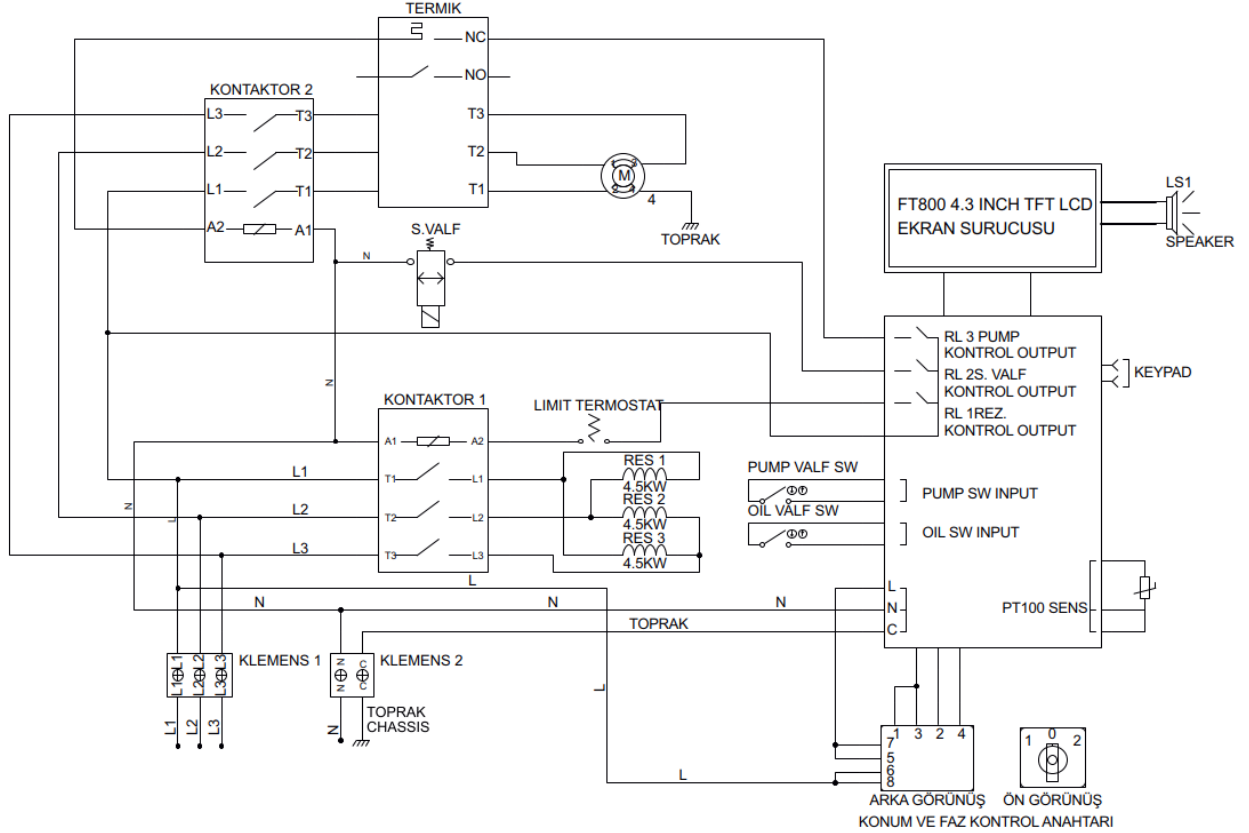 TERMIK
NC
NO
KONTAKTOR 2
L3
T3
T3
L2
T2
T2
L1
T1
T1
A2
A1
1
3
M
2
4
4
TOPRAK
S.VALF
N
N
FT800 4.3 INCH TFT LCD
EKRAN SURUCUSU
LS1
SPEAKER
RL 3 PUMP
KONTROL OUTPUT
RL 2S. VALF
KONTROL OUTPUT
RL 1REZ.
KONTROL OUTPUT
KEYPAD
KONTAKTOR 1
LIMIT TERMOSTAT
A1
A2
L1
T1
L1
L2
T2
L2
L3
T3
L3
RES 1
4.5KW
RES 2
4.5KW
RES 3
4.5KW
PUMP VALF SW
PUMP SW INPUT
OIL VALF SW
OIL SW INPUT
N
L
L
L
N
C
N
N
N
TOPRAK
PT100 SENS
L1
L2
L3
L1
L2
L3
KLEMENS 1
N
C
N
C
KLEMENS 2
L1
L2
L3
N
TOPRAK
CHASSIS
L
L
1
3
2
4
7
5
6
8
1
0
2
ARKA GÖRÜNÜŞ
ÖN GÖRÜNÜŞ
KONUM VE FAZ KONTROL ANAHTARI